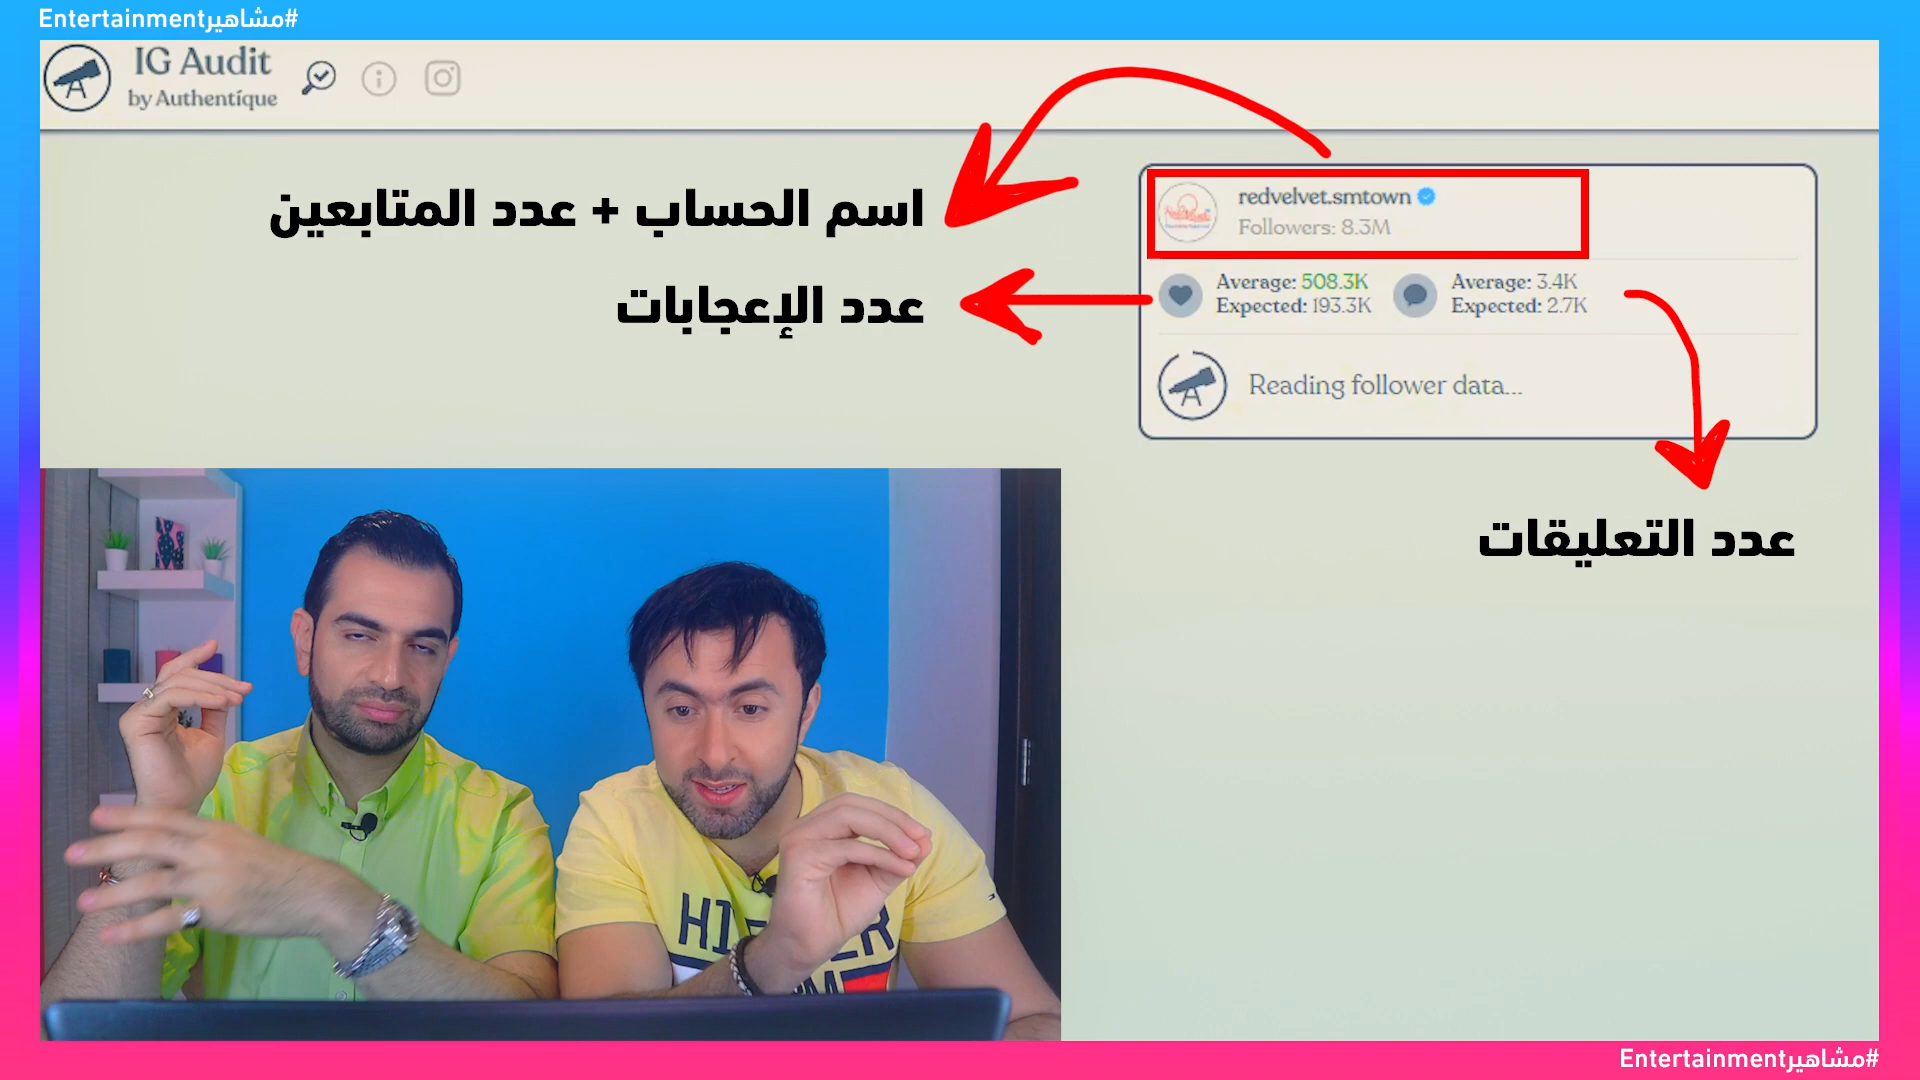 #مشاهيرEntertainment
IG Audit
by Authentíque
اسم الحساب + عدد المتابعين
redvelvet.smtown
Followers: 8.3M
عدد الإعجابات
Average: 508.3K
Expected: 193.3K
Average: 3.4K
Expected: 2.7K
Reading follower data...
عدد التعليقات
#مشاهيرEntertainment